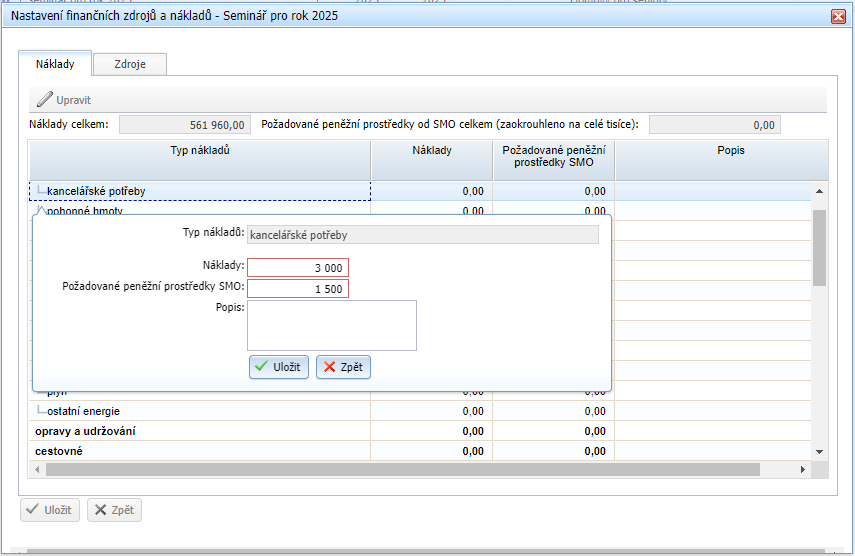 Nastavení finančních zdrojů a nákladů - Seminář pro rok 2025
Náklady
Zdroje
Upravit
Náklady celkem: 561 960,00 Požadované peněžní prostředky od SMO celkem (zaokrouhleno na celé tisíce): 0,00
Typ nákladů Náklady Požadované peněžní prostředky SMO Popis
kancelářské potřeby 0,00 0,00
pohonné hmoty 0,00 0,00
Typ nákladů: kancelářské potřeby
Náklady: 3 000
Požadované peněžní prostředky SMO: 1 500
Popis:
Uložit Zpět
plyn 0,00 0,00
ostatní energie 0,00 0,00
opravy a udržování 0,00 0,00
cestovné 0,00 0,00
Uložit Zpět